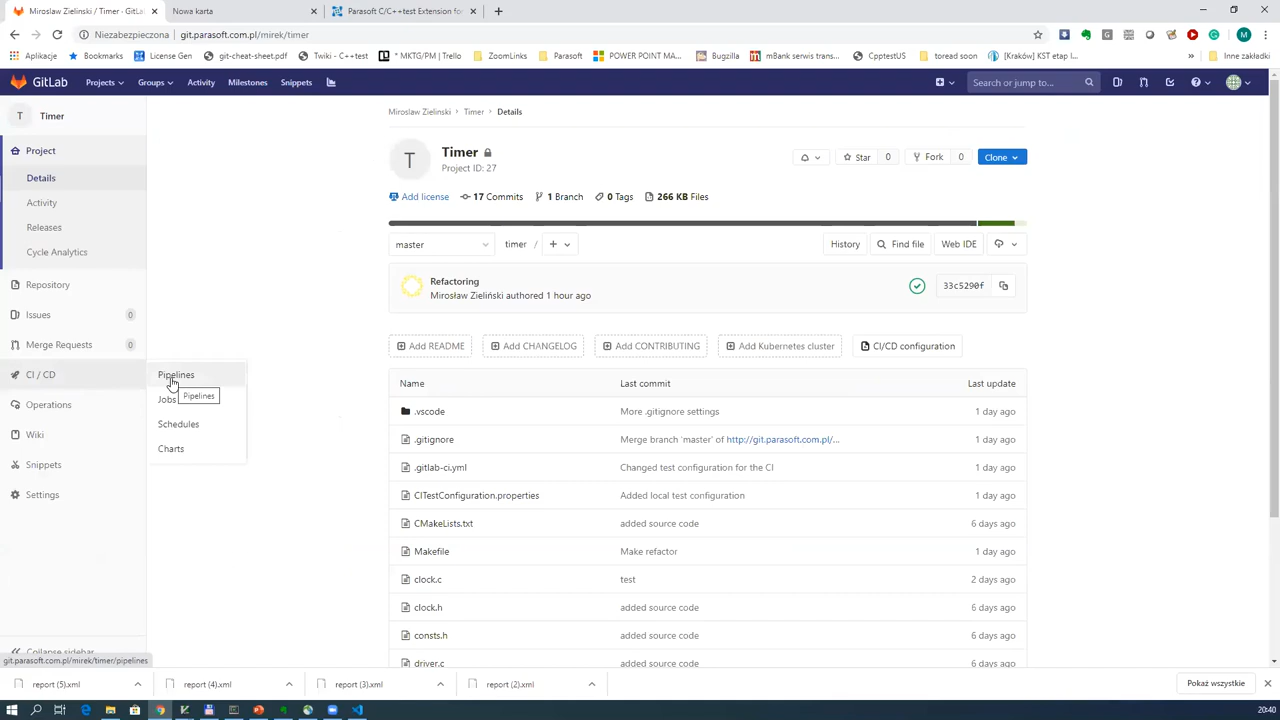 Miroslaw Zielinski / Timer · GitLa
Nowa karta
Parasoft C/C++test Extension fo
Niezabezpieczona
git.parasoft.com.pl/mirek/timer
M
Aplikacje
Bookmarks
License Gen
git-cheat-sheet.pdf
Twiki - C++test
* MKTG/PM | Trello
ZoomLinks
Parasoft
POWER POINT MA...
Bugzilla
mBank serwis trans...
CpptestUS
toread soon
[Kraków] KST etap I...
»
Inne zakładki
GitLab
Projects
Groups
Activity
Milestones
Snippets
Search or jump to...
T
Timer
Project
Details
Activity
Releases
Cycle Analytics
Repository
Issues
0
Merge Requests
0
CI / CD
Operations
Wiki
Snippets
Settings
Collapse sidebar
Pipelines
Pipelines
Jobs
Schedules
Charts
Miroslaw Zielinski > Timer > Details
T
Timer
Project ID: 27
Star
0
Fork
0
Clone
Add license
17 Commits
1 Branch
0 Tags
266 KB Files
master
timer /
+
History
Find file
Web IDE
Refactoring
Mirosław Zieliński authored 1 hour ago
33c5290f
Add README
Add CHANGELOG
Add CONTRIBUTING
Add Kubernetes cluster
CI/CD configuration
Name
Last commit
Last update
.vscode
More .gitignore settings
1 day ago
.gitignore
Merge branch 'master' of http://git.parasoft.com.pl/...
1 day ago
.gitlab-ci.yml
Changed test configuration for the CI
1 day ago
CITestConfiguration.properties
Added local test configuration
1 day ago
CMakeLists.txt
added source code
6 days ago
Makefile
Make refactor
1 day ago
clock.c
test
2 days ago
clock.h
added source code
6 days ago
consts.h
added source code
6 days ago
driver.c
added source code
6 days ago
git.parasoft.com.pl/mirek/timer/pipelines
report (5).xml
report (4).xml
report (3).xml
report (2).xml
Pokaż wszystkie
20:40